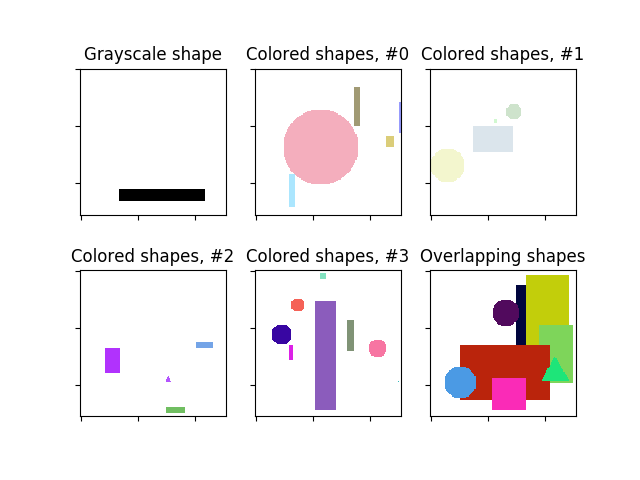 Grayscale shape
Colored shapes, #0
Colored shapes, #1
Colored shapes, #2
Colored shapes, #3
Overlapping shapes